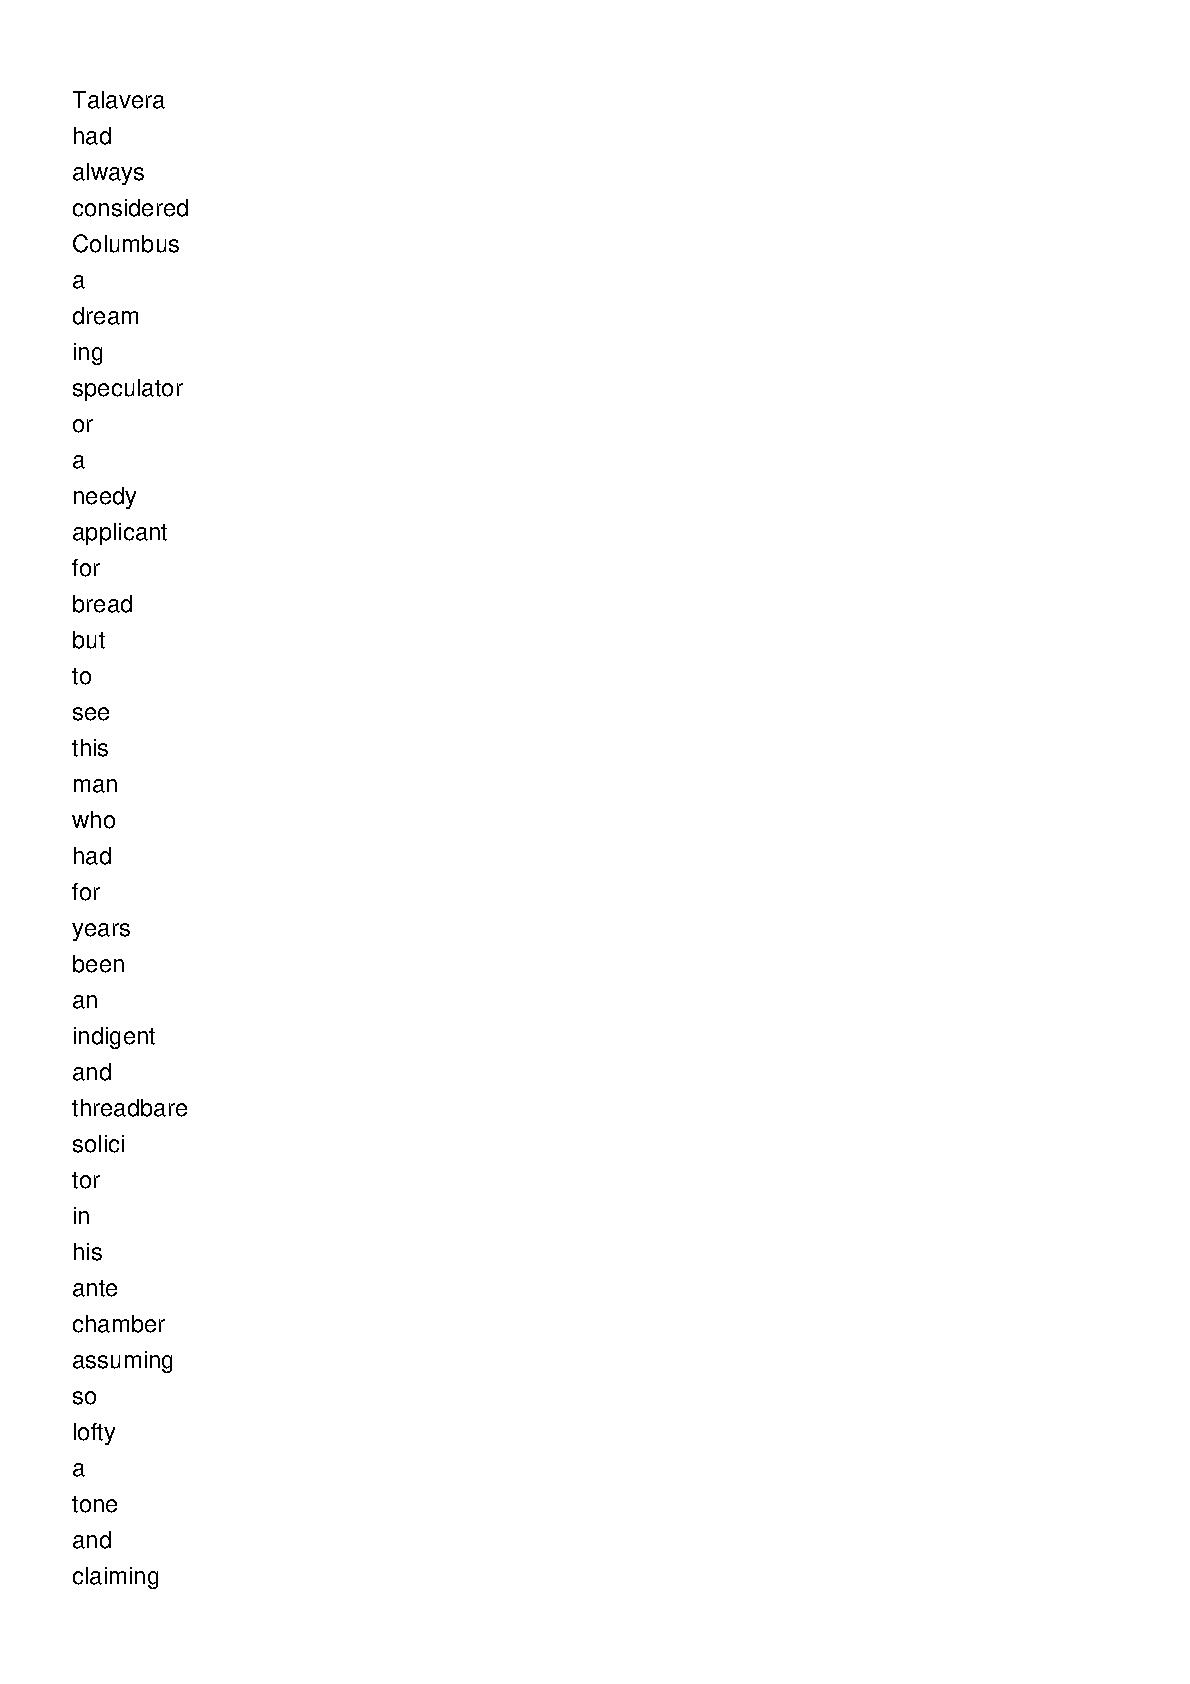 Talavera
had
always
considered
Columbus
a
dream
ing
speculator
or
a
needy
applicant
for
bread
but
to
see
this
man
who
had
for
years
been
an
indigent
and
threadbare
solici
tor
in
his
ante
chamber
assuming
so
lofty
a
tone
and
claiming